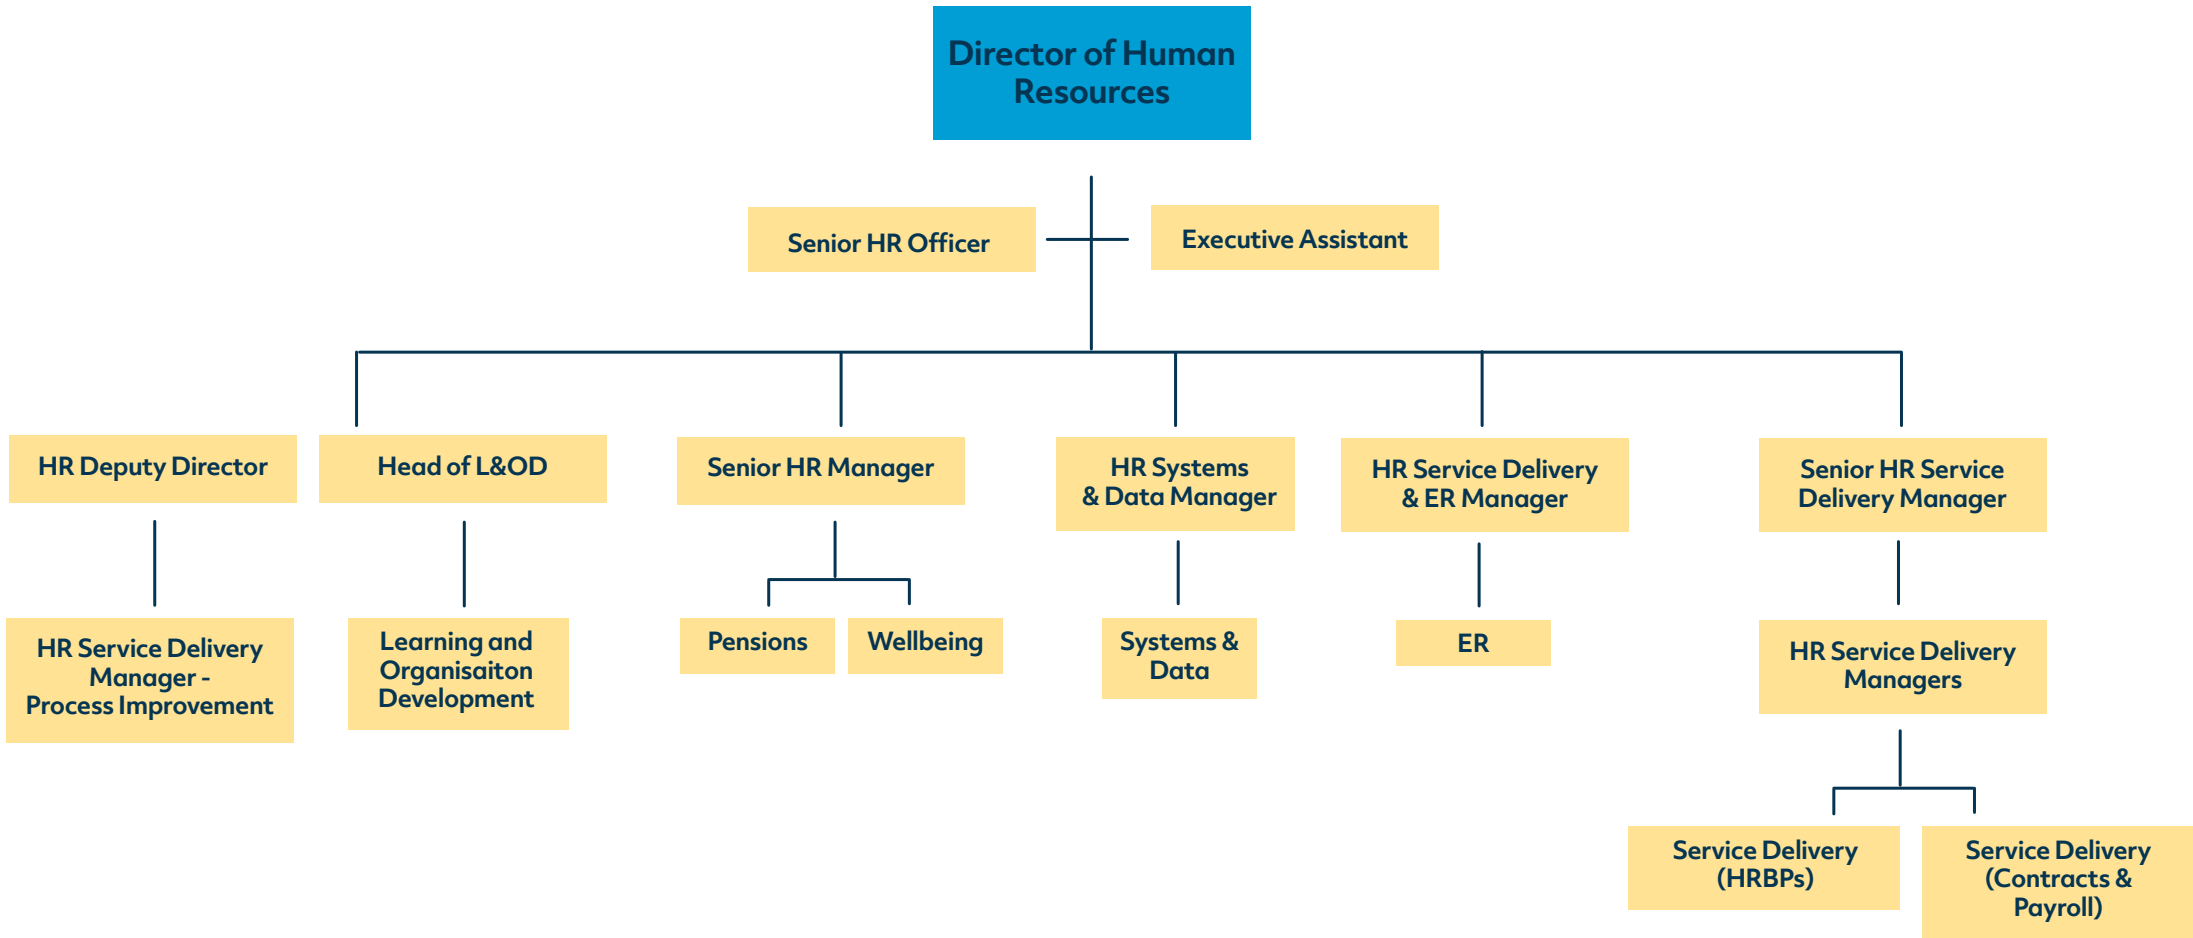 Director of Human
Resources
Senior HR Officer
Executive Assistant
HR Deputy Director
Head of L&OD
Senior HR Manager
HR Systems
& Data Manager
HR Service Delivery
& ER Manager
Senior HR Service
Delivery Manager
HR Service Delivery
Manager -
Process Improvement
Learning and
Organisaiton
Development
Pensions
Wellbeing
Systems &
Data
ER
HR Service Delivery
Managers
Service Delivery
(HRBPs)
Service Delivery
(Contracts &
Payroll)